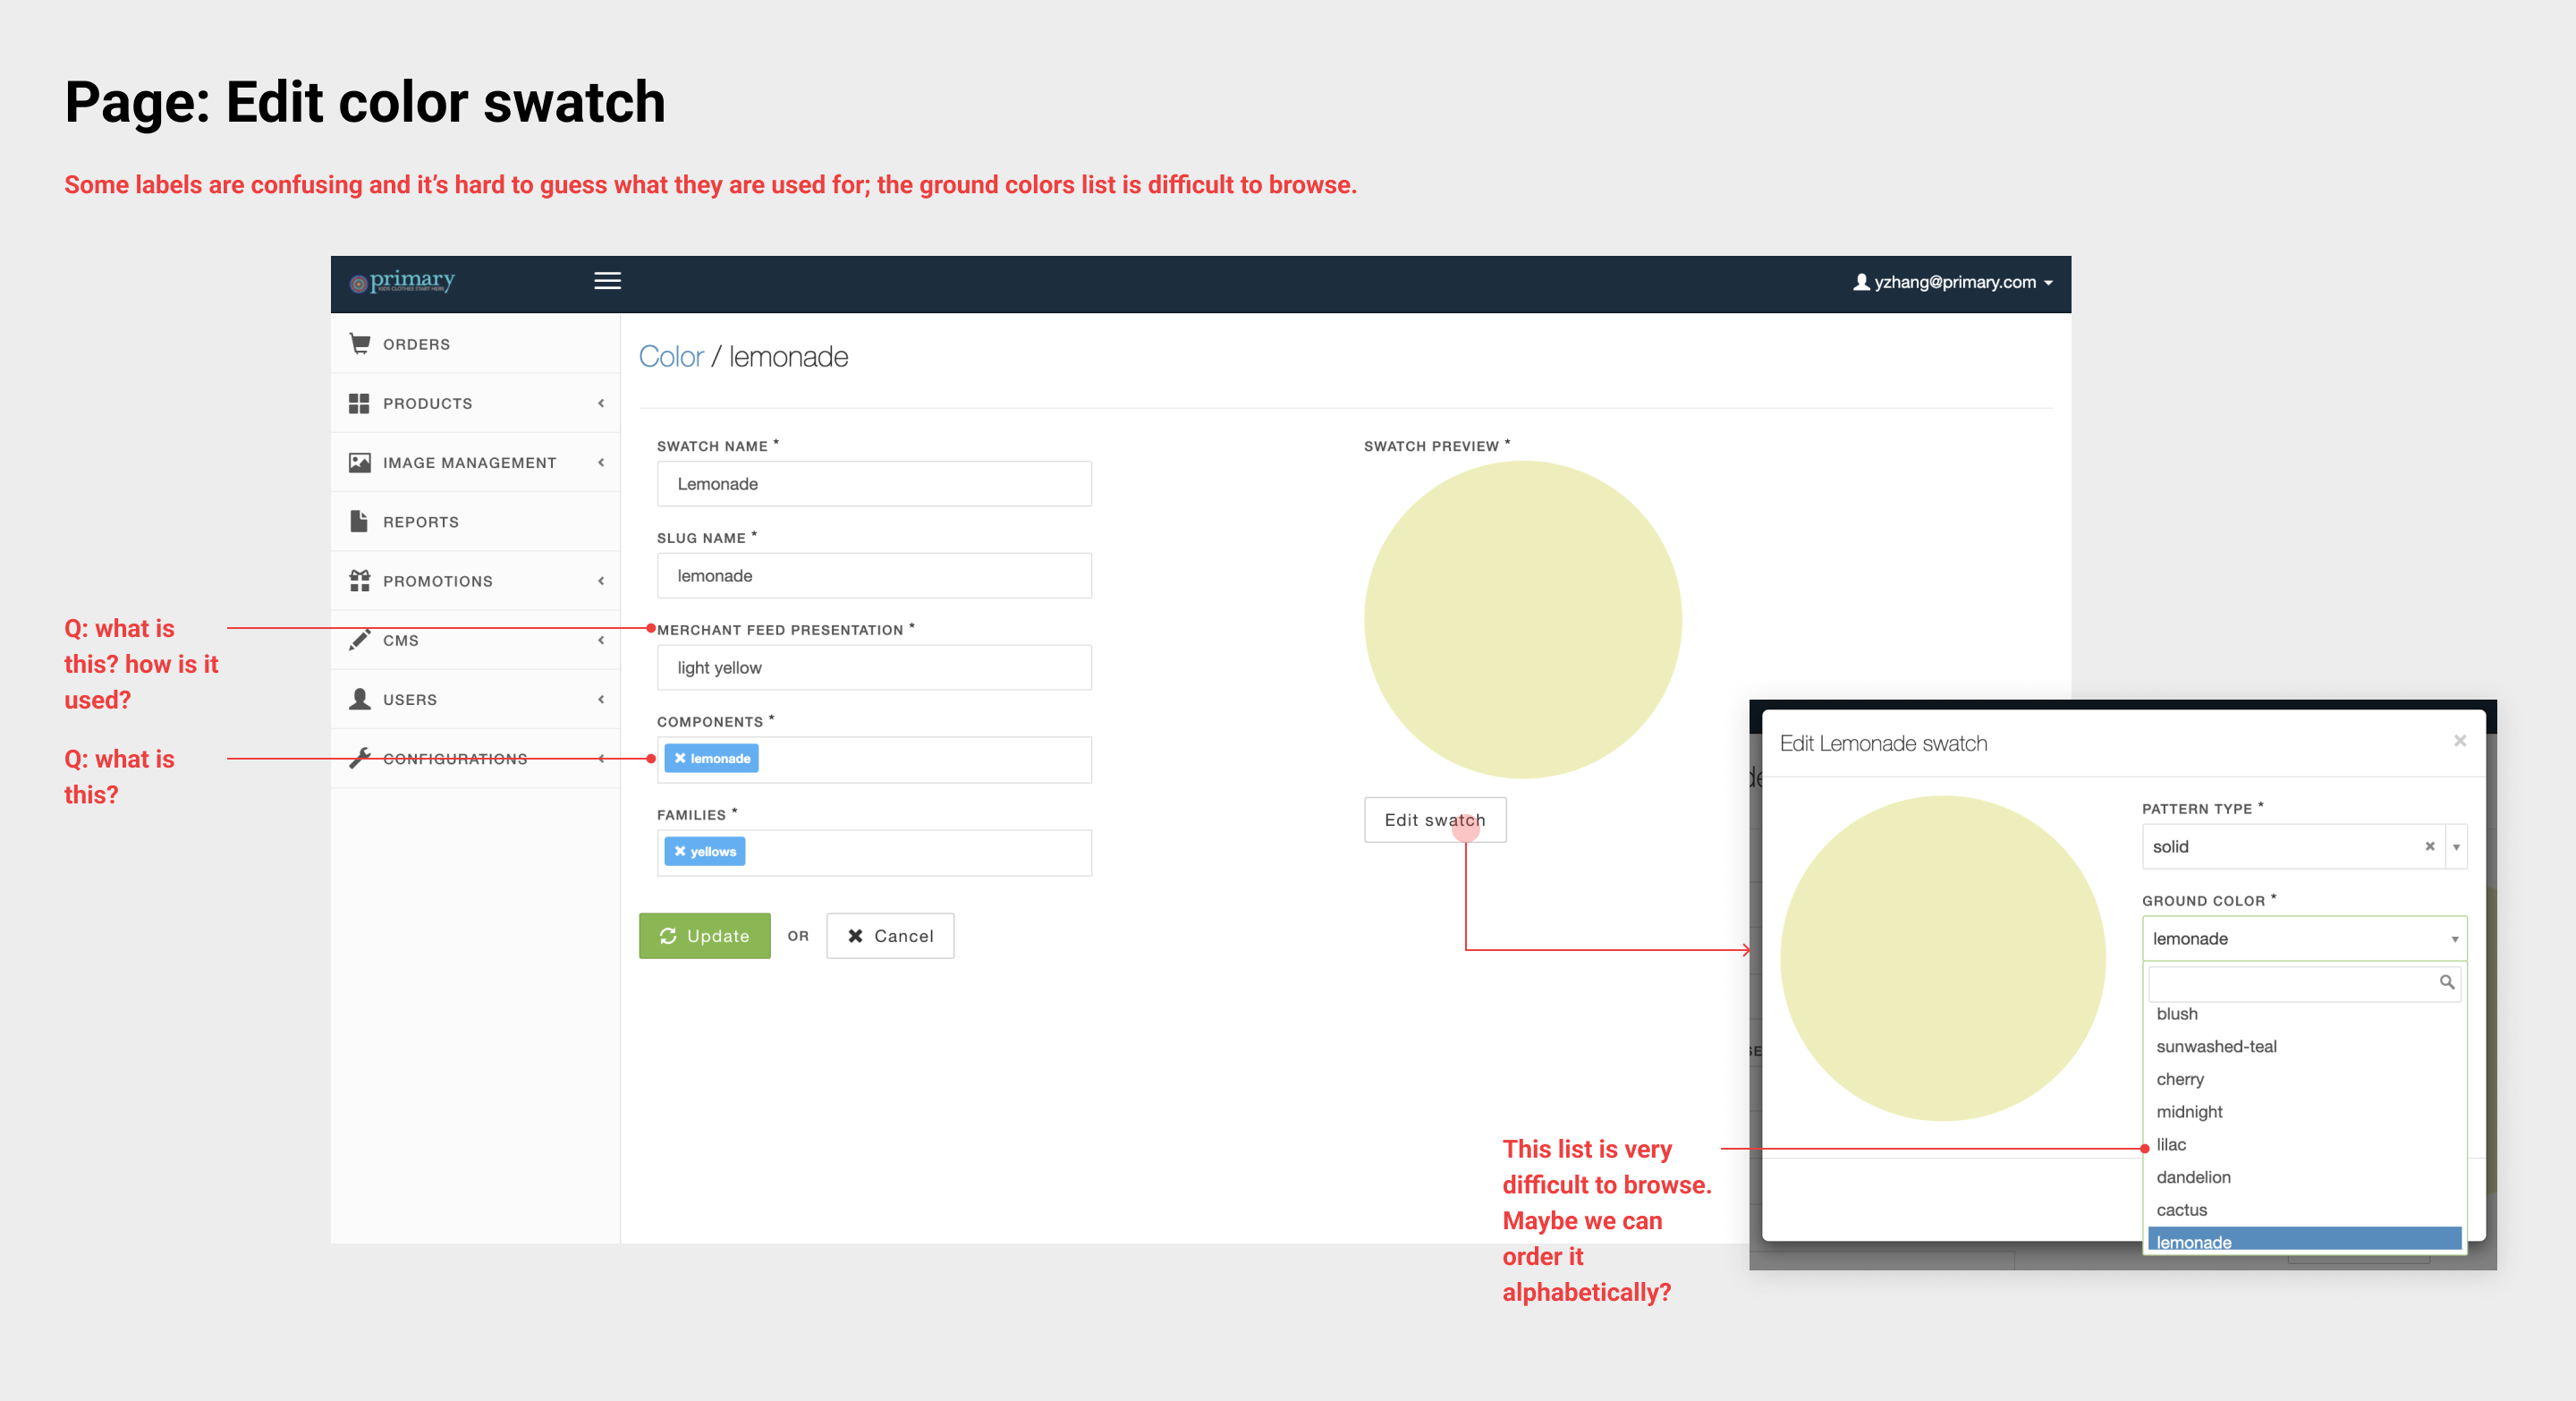 Page: Edit color swatch
Some labels are confusing and it’s hard to guess what they are used for; the ground colors list is difficult to browse.
primary
KIDS CLOTHES START HERE
yzhang@primary.com
ORDERS
PRODUCTS
IMAGE MANAGEMENT
REPORTS
PROMOTIONS
CMS
USERS
CONFIGURATIONS
Q: what is
this? how is it
used?
Q: what is
this?
Color / lemonade
SWATCH NAME *
Lemonade
SLUG NAME *
lemonade
MERCHANT FEED PRESENTATION *
light yellow
COMPONENTS *
lemonade
FAMILIES *
yellows
Update
OR
Cancel
SWATCH PREVIEW *
Edit swatch
Edit Lemonade swatch
PATTERN TYPE *
solid
GROUND COLOR *
lemonade
blush
sunwashed-teal
cherry
midnight
lilac
dandelion
cactus
lemonade
This list is very
difficult to browse.
Maybe we can
order it
alphabetically?